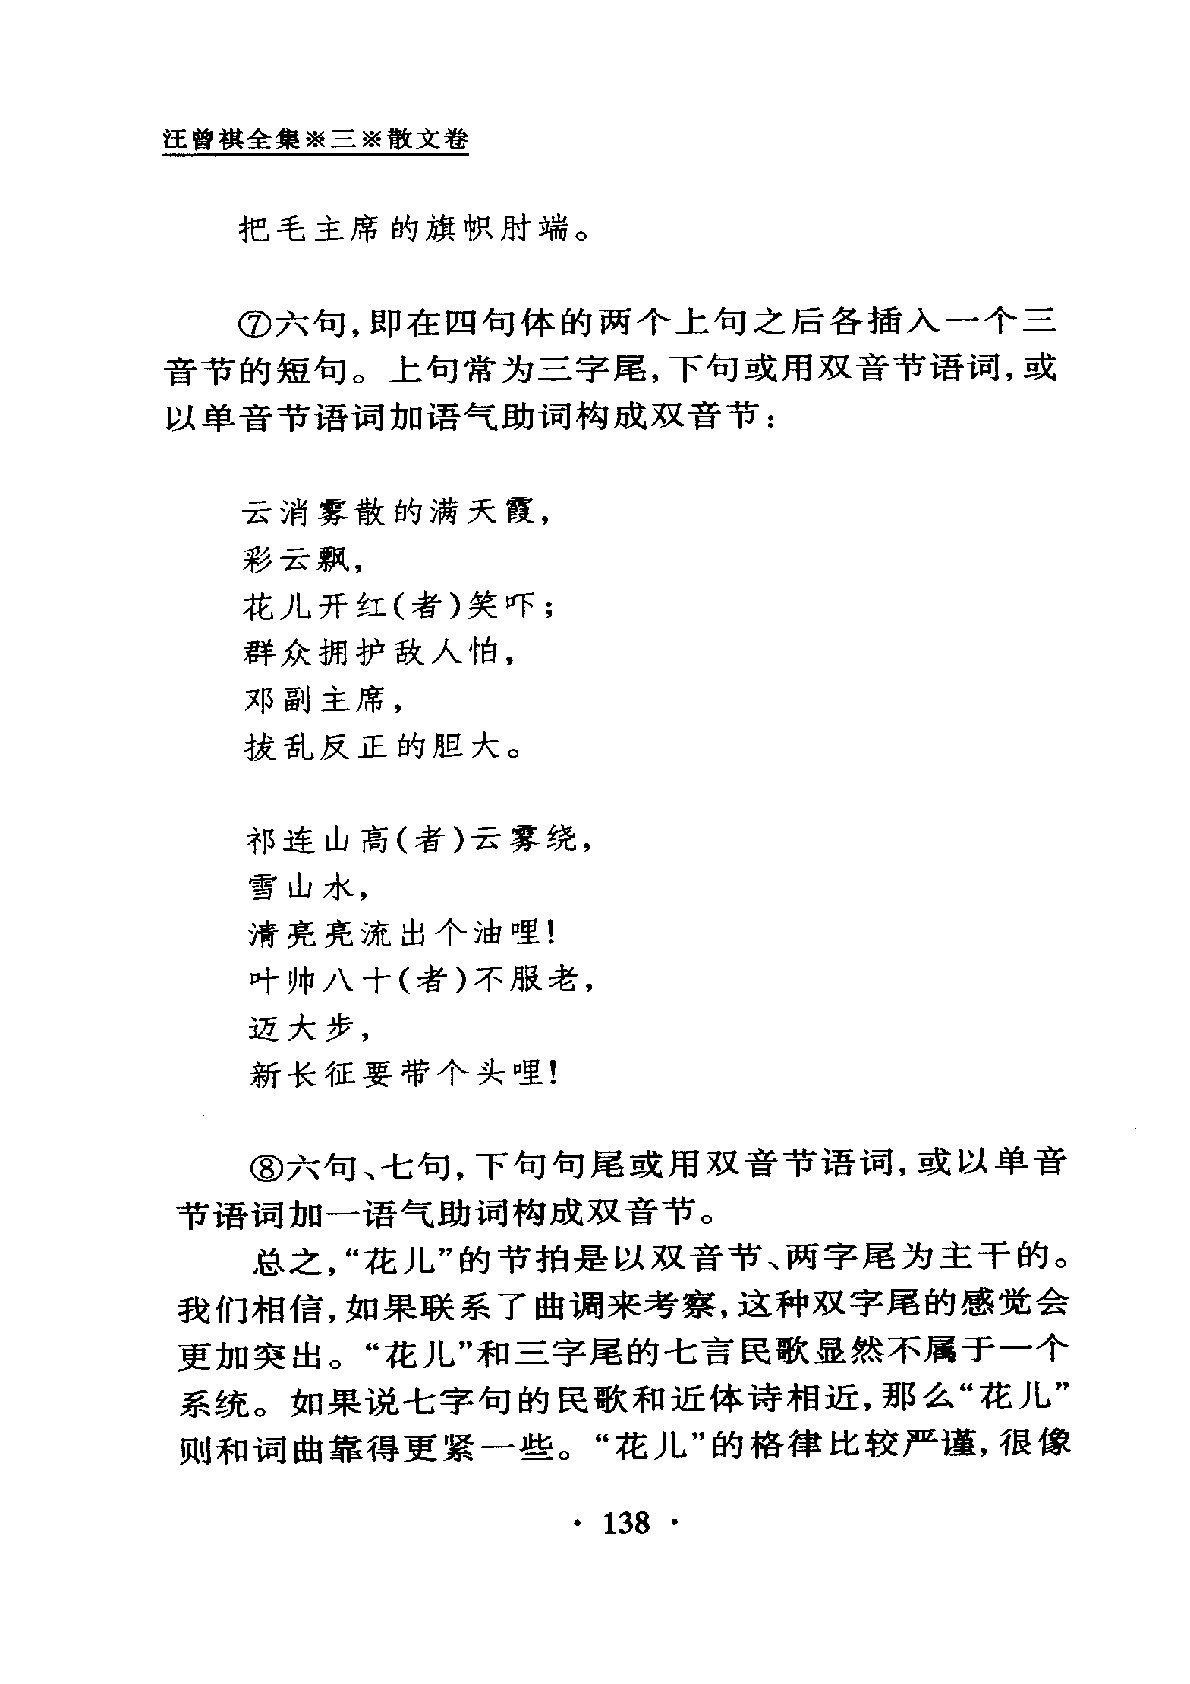 汪曾祺全集※三※散文卷
把毛主席的旗帜肘端。
⑦六句,即在四句体的两个上句之后各插入一个三
音节的短句。上句常为三字尾,下句或用双音节语词,或
以单音节语词加语气助词构成双音节:
云消雾散的满天霞,
彩云飘,
花儿开红(者)笑吓;
群众拥护敌人怕,
邓副主席,
拔乱反正的胆大。
祁连山高(者)云雾绕,
雪山水,
清亮亮流出个油哩!
叶帅八十(者)不服老,
迈大步,
新长征要带个头哩!
⑧六句、七句,下句句尾或用双音节语词,或以单音
节语词加一语气助词构成双音节。
总之,“花儿”的节拍是以双音节、两字尾为主干的。
我们相信,如果联系了曲调来考察,这种双字尾的感觉会
更加突出。“花儿”和三字尾的七言民歌显然不属于一个
系统。如果说七字句的民歌和近体诗相近,那么“花儿”
则和词曲靠得更紧一些。“花儿”的格律比较严谨,很像
· 138 ·